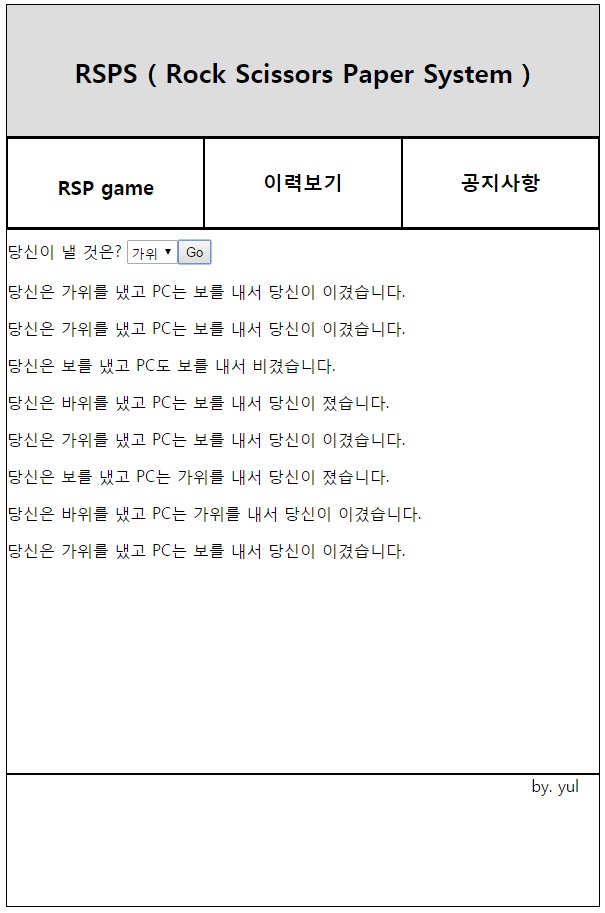 RSPS ( Rock Scissors Paper System )
RSP game 이력보기 공지사항
당신이 낼 것은? 가위 ▼ Go
당신은 가위를 냈고 PC는 보를 내서 당신이 이겼습니다.
당신은 가위를 냈고 PC는 보를 내서 당신이 이겼습니다.
당신은 보를 냈고 PC도 보를 내서 비겼습니다.
당신은 바위를 냈고 PC는 보를 내서 당신이 졌습니다.
당신은 가위를 냈고 PC는 보를 내서 당신이 이겼습니다.
당신은 보를 냈고 PC는 가위를 내서 당신이 졌습니다.
당신은 바위를 냈고 PC는 가위를 내서 당신이 이겼습니다.
당신은 가위를 냈고 PC는 보를 내서 당신이 이겼습니다.
by. yul